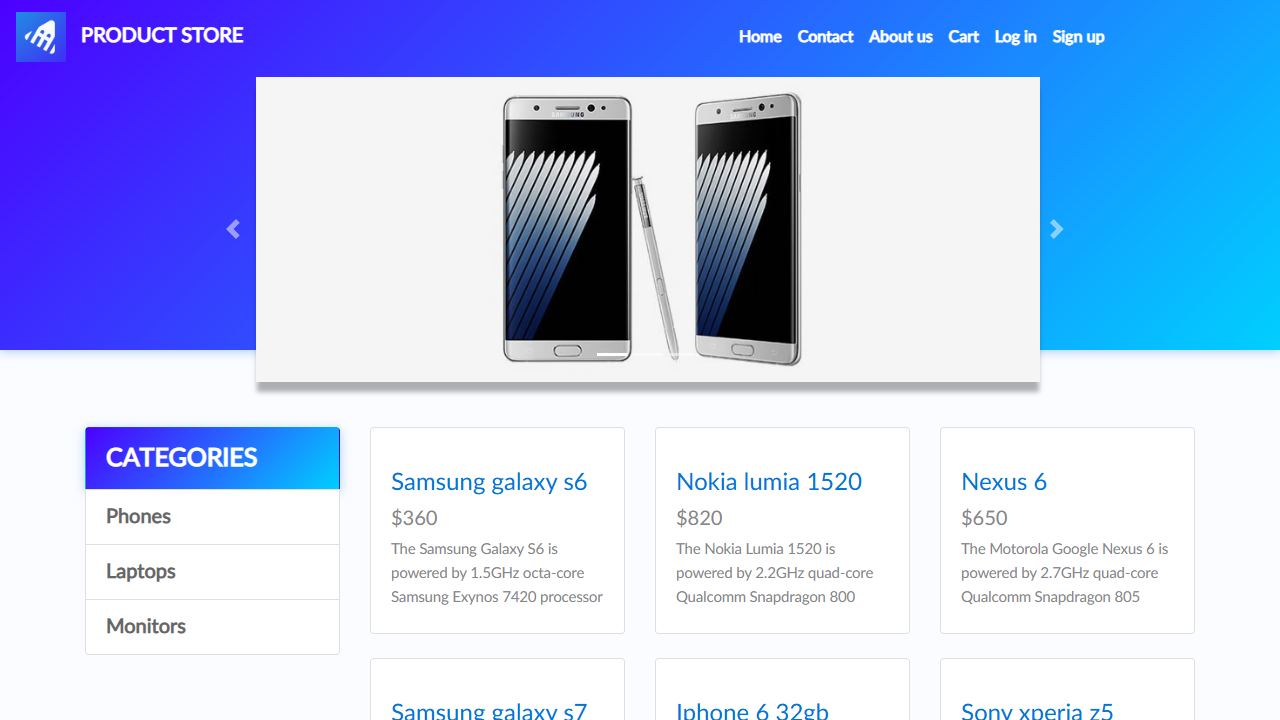 PRODUCT STORE
Home Contact About us Cart Log in Sign up
SAMSUNG
SAMSUNG
CATEGORIES
Phones
Laptops
Monitors
Samsung galaxy s6
$360
The Samsung Galaxy S6 is
powered by 1.5GHz octa-core
Samsung Exynos 7420 processor
Nokia lumia 1520
$820
The Nokia Lumia 1520 is
powered by 2.2GHz quad-core
Qualcomm Snapdragon 800
Nexus 6
$650
The Motorola Google Nexus 6 is
powered by 2.7GHz quad-core
Qualcomm Snapdragon 805
Samsung galaxy s7
Iphone 6 32gb
Sony xperia z5